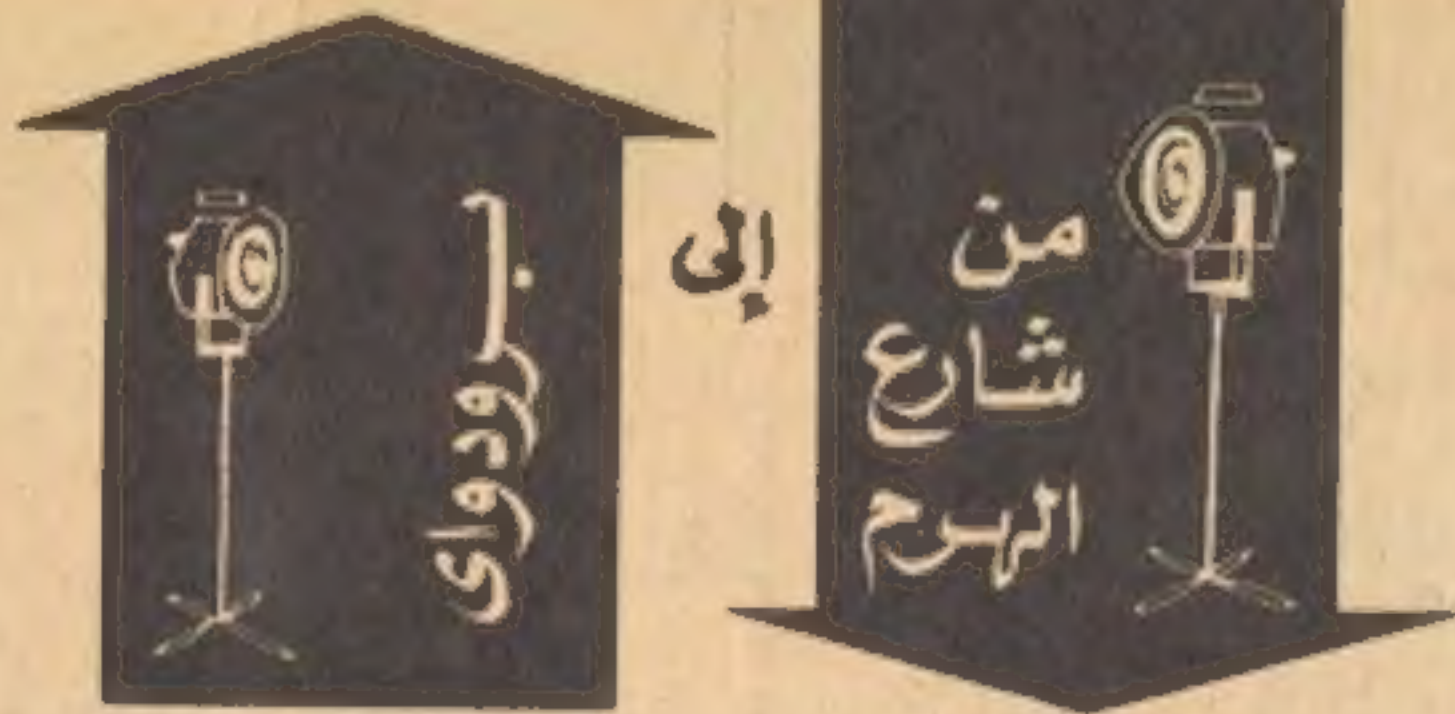 من
شارع
الهرم
إلى
برودواى